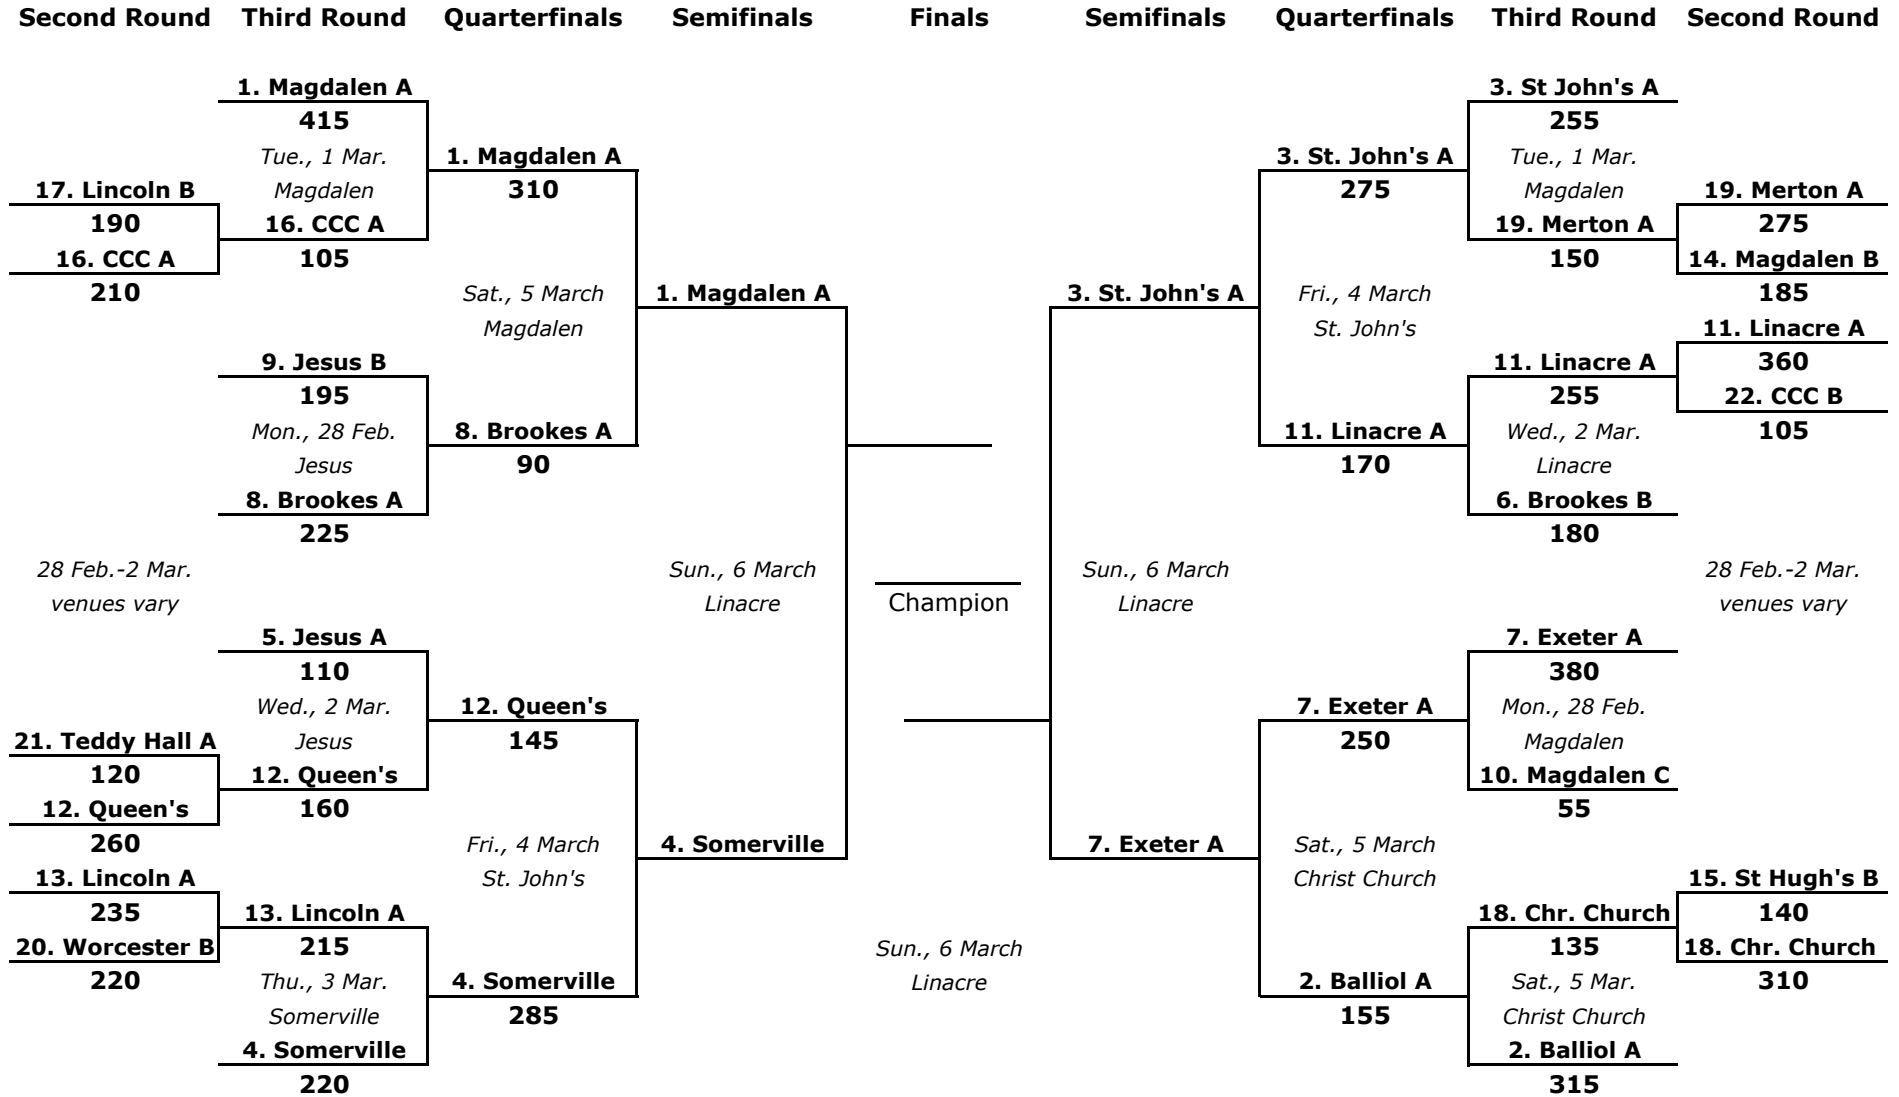 Second Round
Third Round
Quarterfinals
Semifinals
Finals
Semifinals
Quarterfinals
Third Round
Second Round
17. Lincoln B
190
16. CCC A
210
28 Feb.-2 Mar.
venues vary
21. Teddy Hall A
120
12. Queen's
260
13. Lincoln A
235
20. Worcester B
220
1. Magdalen A
415
Tue., 1 Mar.
Magdalen
16. CCC A
105
9. Jesus B
195
Mon., 28 Feb.
Jesus
8. Brookes A
225
5. Jesus A
110
Wed., 2 Mar.
Jesus
12. Queen's
160
13. Lincoln A
215
Thu., 3 Mar.
Somerville
4. Somerville
220
1. Magdalen A
310
Sat., 5 March
Magdalen
8. Brookes A
90
12. Queen's
145
Fri., 4 March
St. John's
4. Somerville
285
1. Magdalen A
Sun., 6 March
Linacre
4. Somerville
Champion
Sun., 6 March
Linacre
3. St. John's A
Sun., 6 March
Linacre
7. Exeter A
3. St. John's A
275
Fri., 4 March
St. John's
11. Linacre A
170
7. Exeter A
250
Sat., 5 March
Christ Church
2. Balliol A
155
3. St John's A
255
Tue., 1 Mar.
Magdalen
19. Merton A
150
11. Linacre A
255
Wed., 2 Mar.
Linacre
6. Brookes B
180
7. Exeter A
380
Mon., 28 Feb.
Magdalen
10. Magdalen C
55
18. Chr. Church
135
Sat., 5 Mar.
Christ Church
2. Balliol A
315
19. Merton A
275
14. Magdalen B
185
11. Linacre A
360
22. CCC B
105
28 Feb.-2 Mar.
venues vary
15. St Hugh's B
140
18. Chr. Church
310